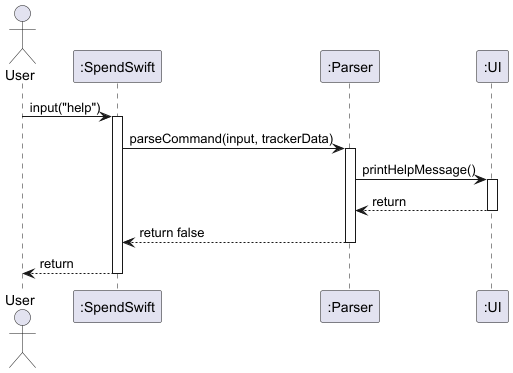 User
:SpendSwift
:Parser
:UI
input("help")
parseCommand(input, trackerData)
printHelpMessage()
return
return false
return
User
:SpendSwift
:Parser
:UI